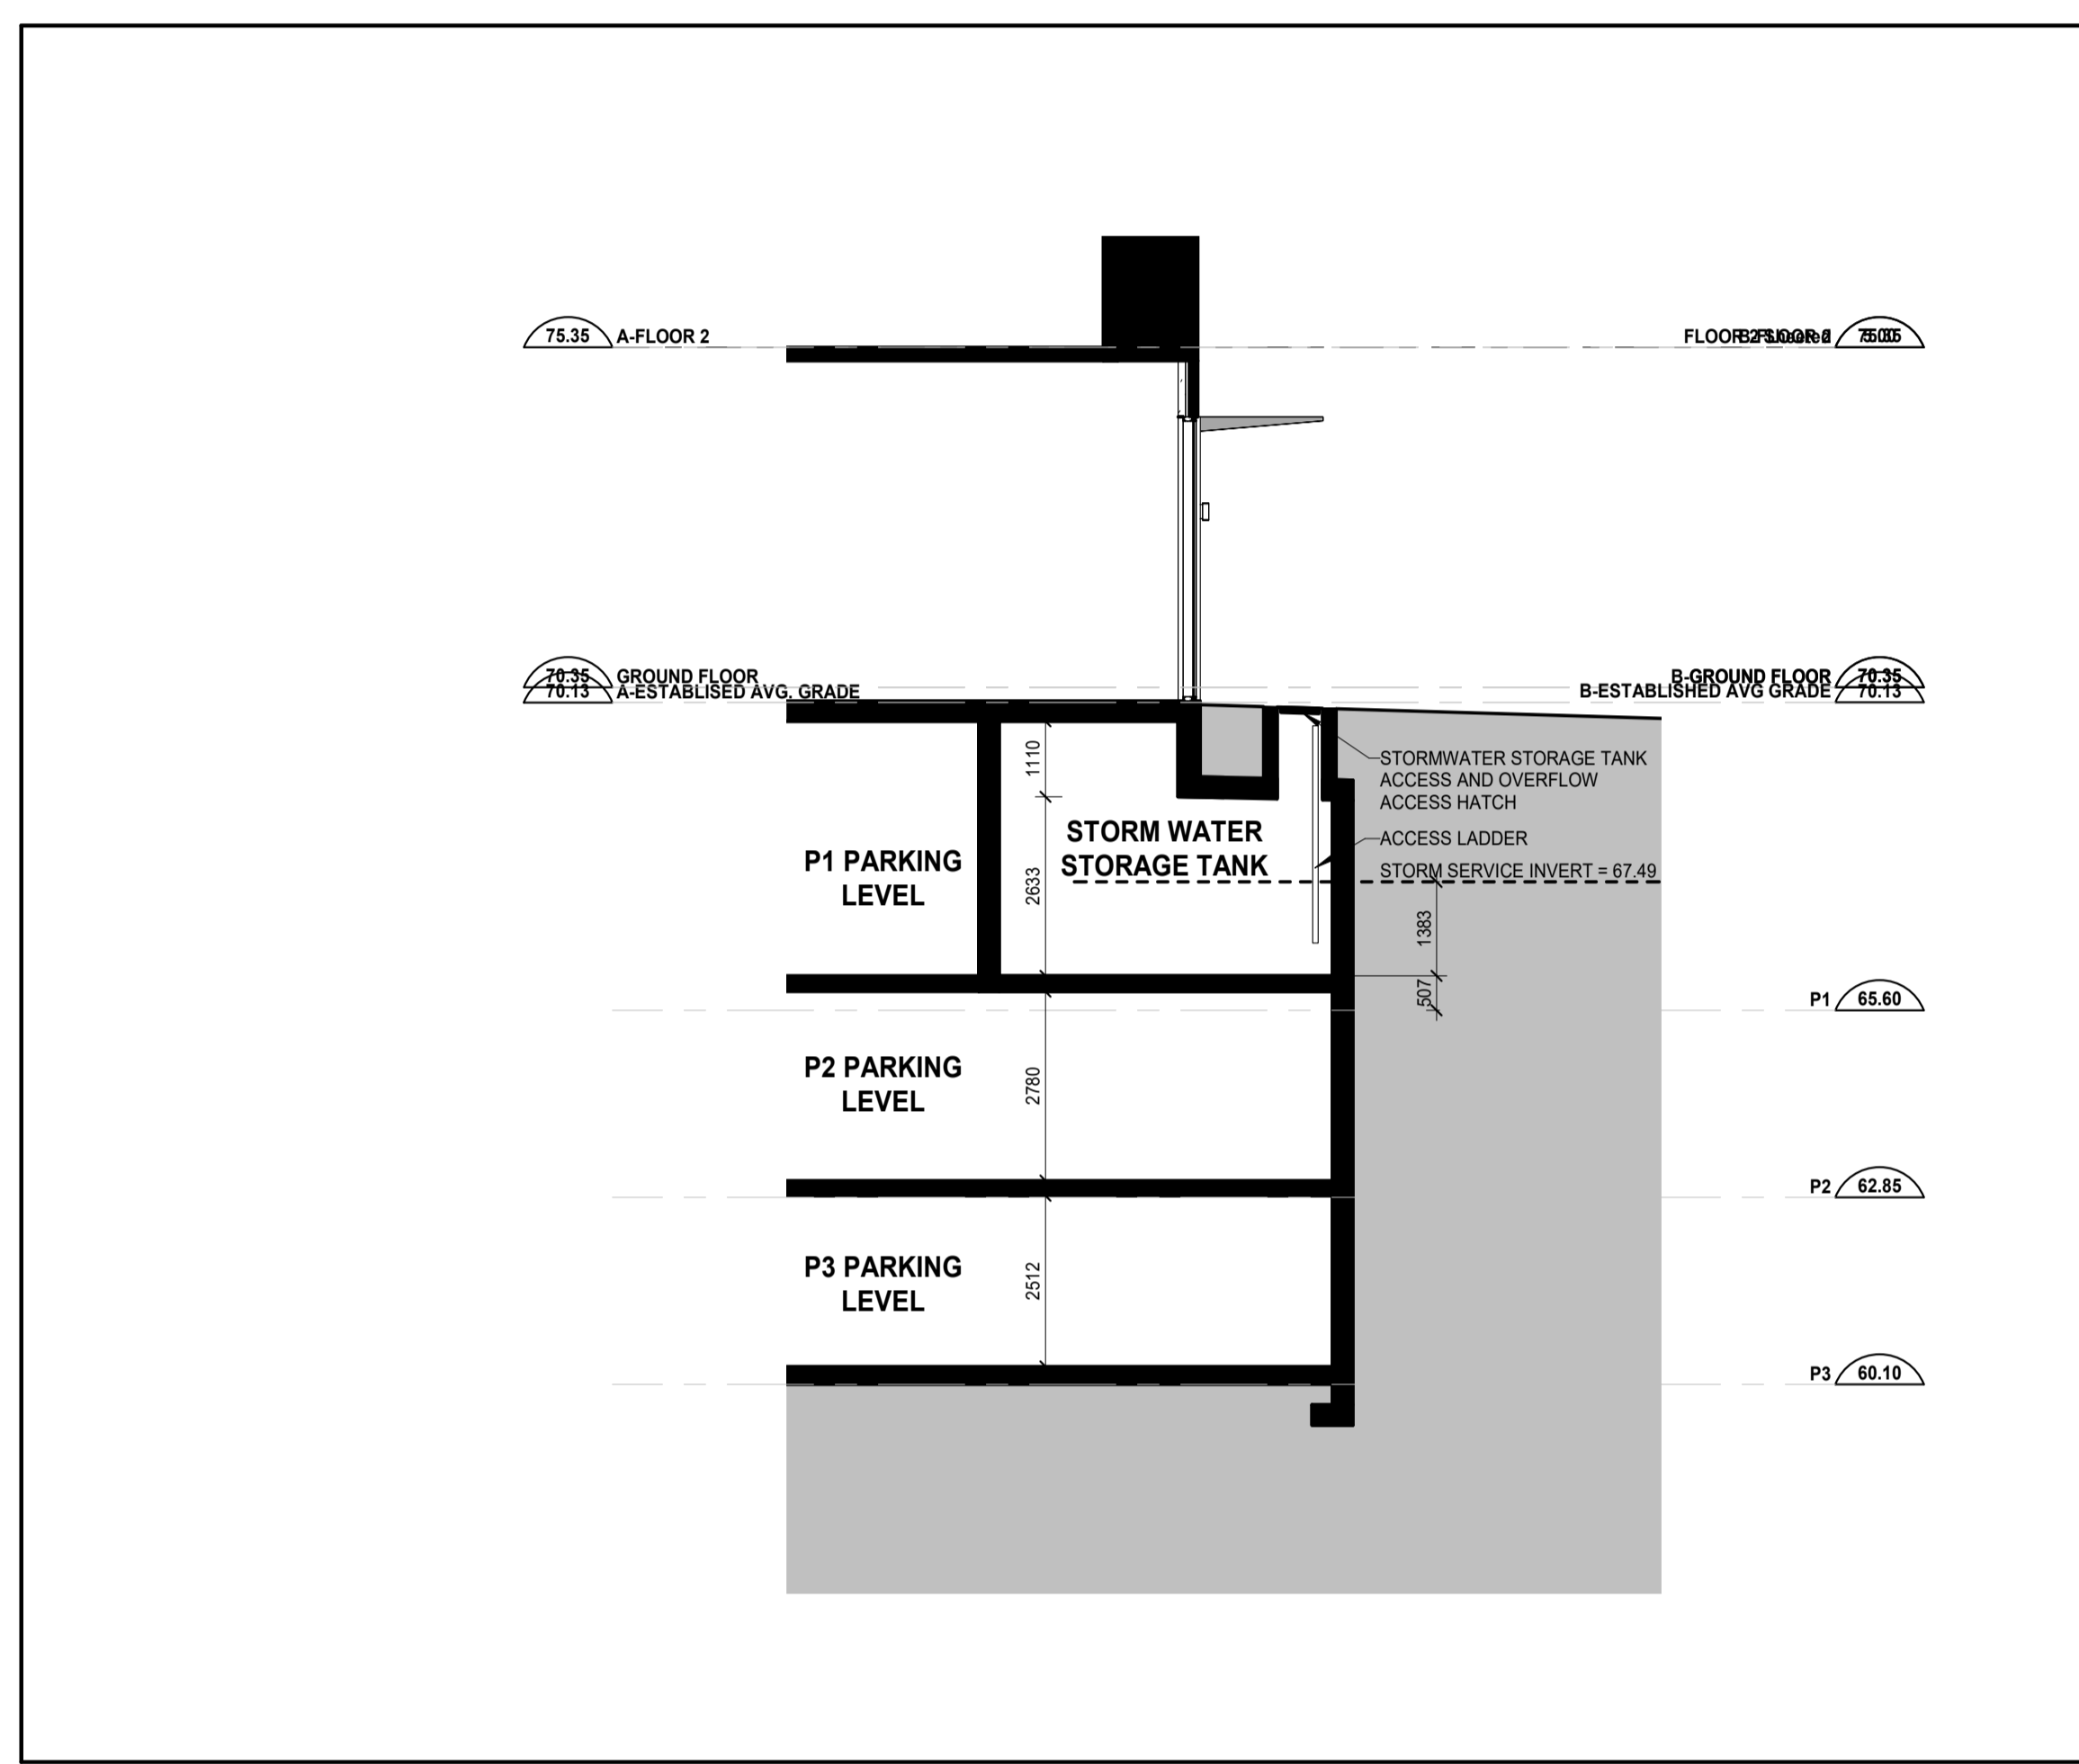 75.35 A-FLOOR 2
70.35 GROUND FLOOR
70.13 A-ESTABLISED AVG. GRADE
B-GROUND FLOOR 70.35
B-ESTABLISHED AVG GRADE 70.13
1110
STORMWATER STORAGE TANK
ACCESS AND OVERFLOW
ACCESS HATCH
STORM WATER
STORAGE TANK
ACCESS LADDER
P1 PARKING
LEVEL
2633
STORM SERVICE INVERT = 67.49
1383
507
P1 65.60
P2 PARKING
LEVEL
2780
P2 62.85
P3 PARKING
LEVEL
2512
P3 60.10